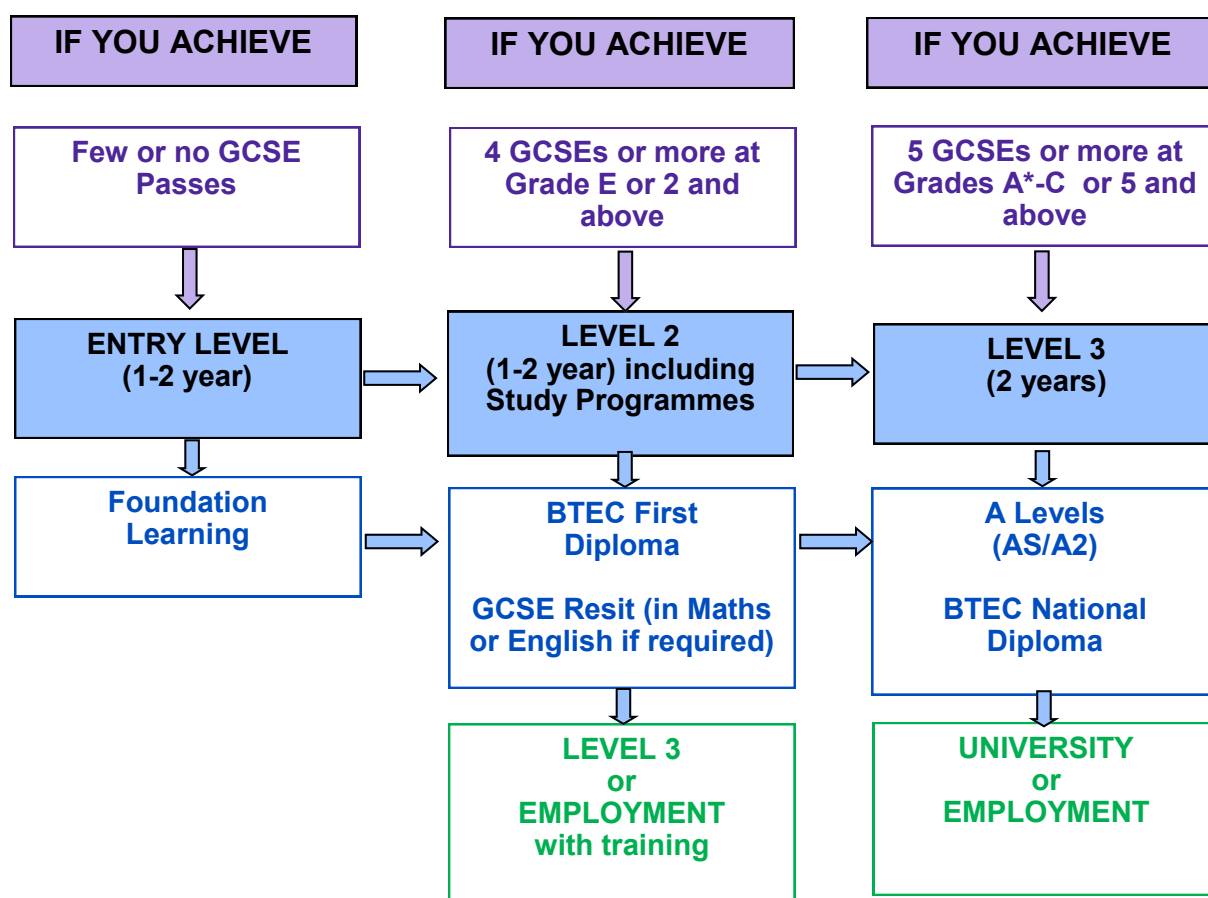 IF YOU ACHIEVE
IF YOU ACHIEVE
IF YOU ACHIEVE
Few or no GCSE
Passes
4 GCSEs or more at
Grade E or 2 and
above
5 GCSEs or more at
Grades A*-C or 5 and
above
ENTRY LEVEL
(1-2 year)
LEVEL 2
(1-2 year) including
Study Programmes
LEVEL 3
(2 years)
Foundation
Learning
BTEC First
Diploma
GCSE Resit (in Maths
or English if required)
A Levels
(AS/A2)
BTEC National
Diploma
LEVEL 3
or
EMPLOYMENT
with training
UNIVERSITY
or
EMPLOYMENT